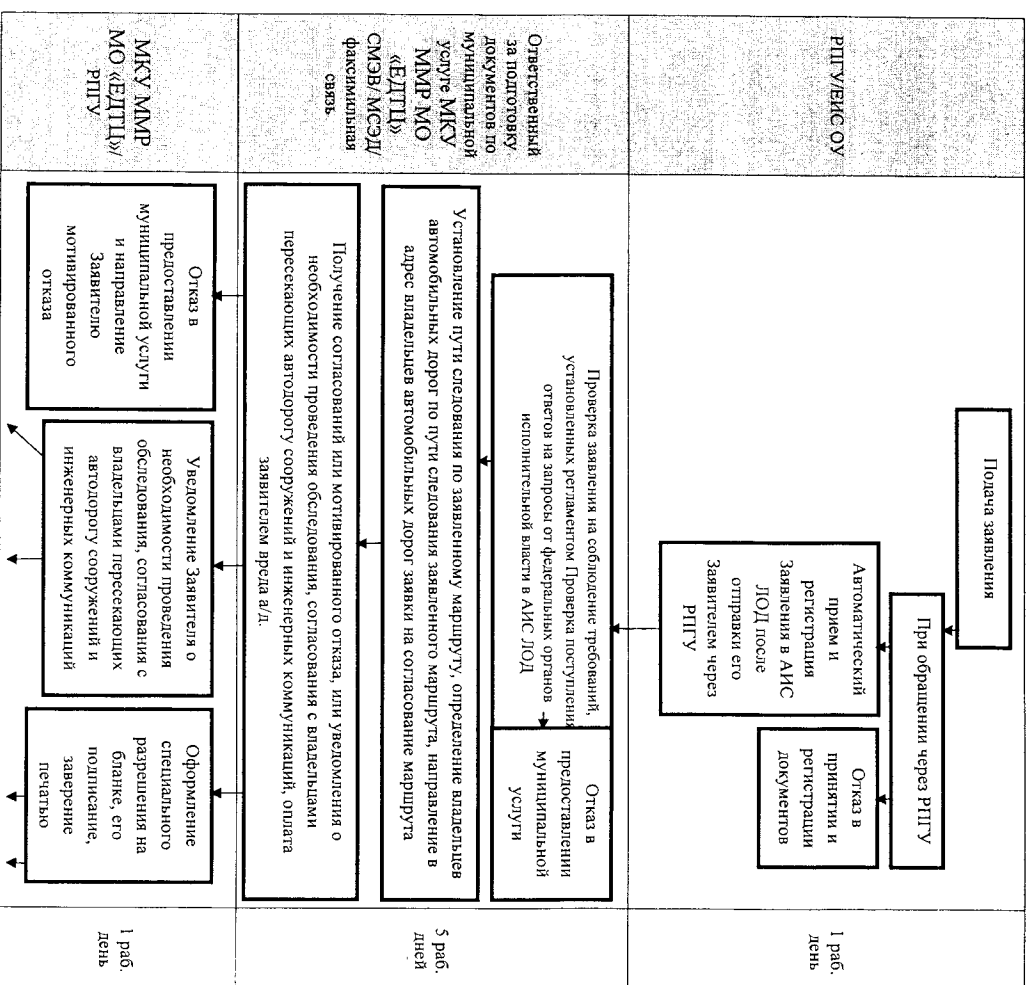 РПГУ/ЕИС ОУ
Подача заявления
При обращении через РПГУ
Автоматический
прием и
регистрация
Заявления в АИС
ЛОД после
отправки его
Заявителем через
РПГУ
Отказ в
принятии и
регистрации
документов
1 раб.
день
Ответственный
за подготовку
документов по
муниципальной
услуге МКУ
ММР МО
«ЕДТЦ»
СМЭВ/ МСЭД/
факсимильная
связь
Проверка заявления на соблюдение требований,
установленных регламентом Проверка поступления
ответов на запросы от федеральных органов
исполнительной власти в АИС ЛОД
Отказ в
предоставлении
муниципальной
услуги
Установление пути следования по заявленному маршруту, определение владельцев
автомобильных дорог по пути следования заявленного маршрута, направление в
адрес владельцев автомобильных дорог заявки на согласование маршрута
Получение согласований или мотивированного отказа, или уведомления о
необходимости проведения обследования, согласования с владельцами
пересекающих автодорогу сооружений и инженерных коммуникаций, оплата
заявителем вреда а/д.
5 раб.
дней
МКУ ММР
МО «ЕДТЦ»/
РПГУ
Отказ в
предоставлении
муниципальной услуги
и направление
Заявителю
мотивированного
отказа
Уведомление Заявителя о
необходимости проведения
обследования, согласования с
владельцами пересекающих
автодорогу сооружений и
инженерных коммуникаций
Оформление
специального
разрешения на
бланке, его
подписание,
заверение
печатью
1 раб.
день